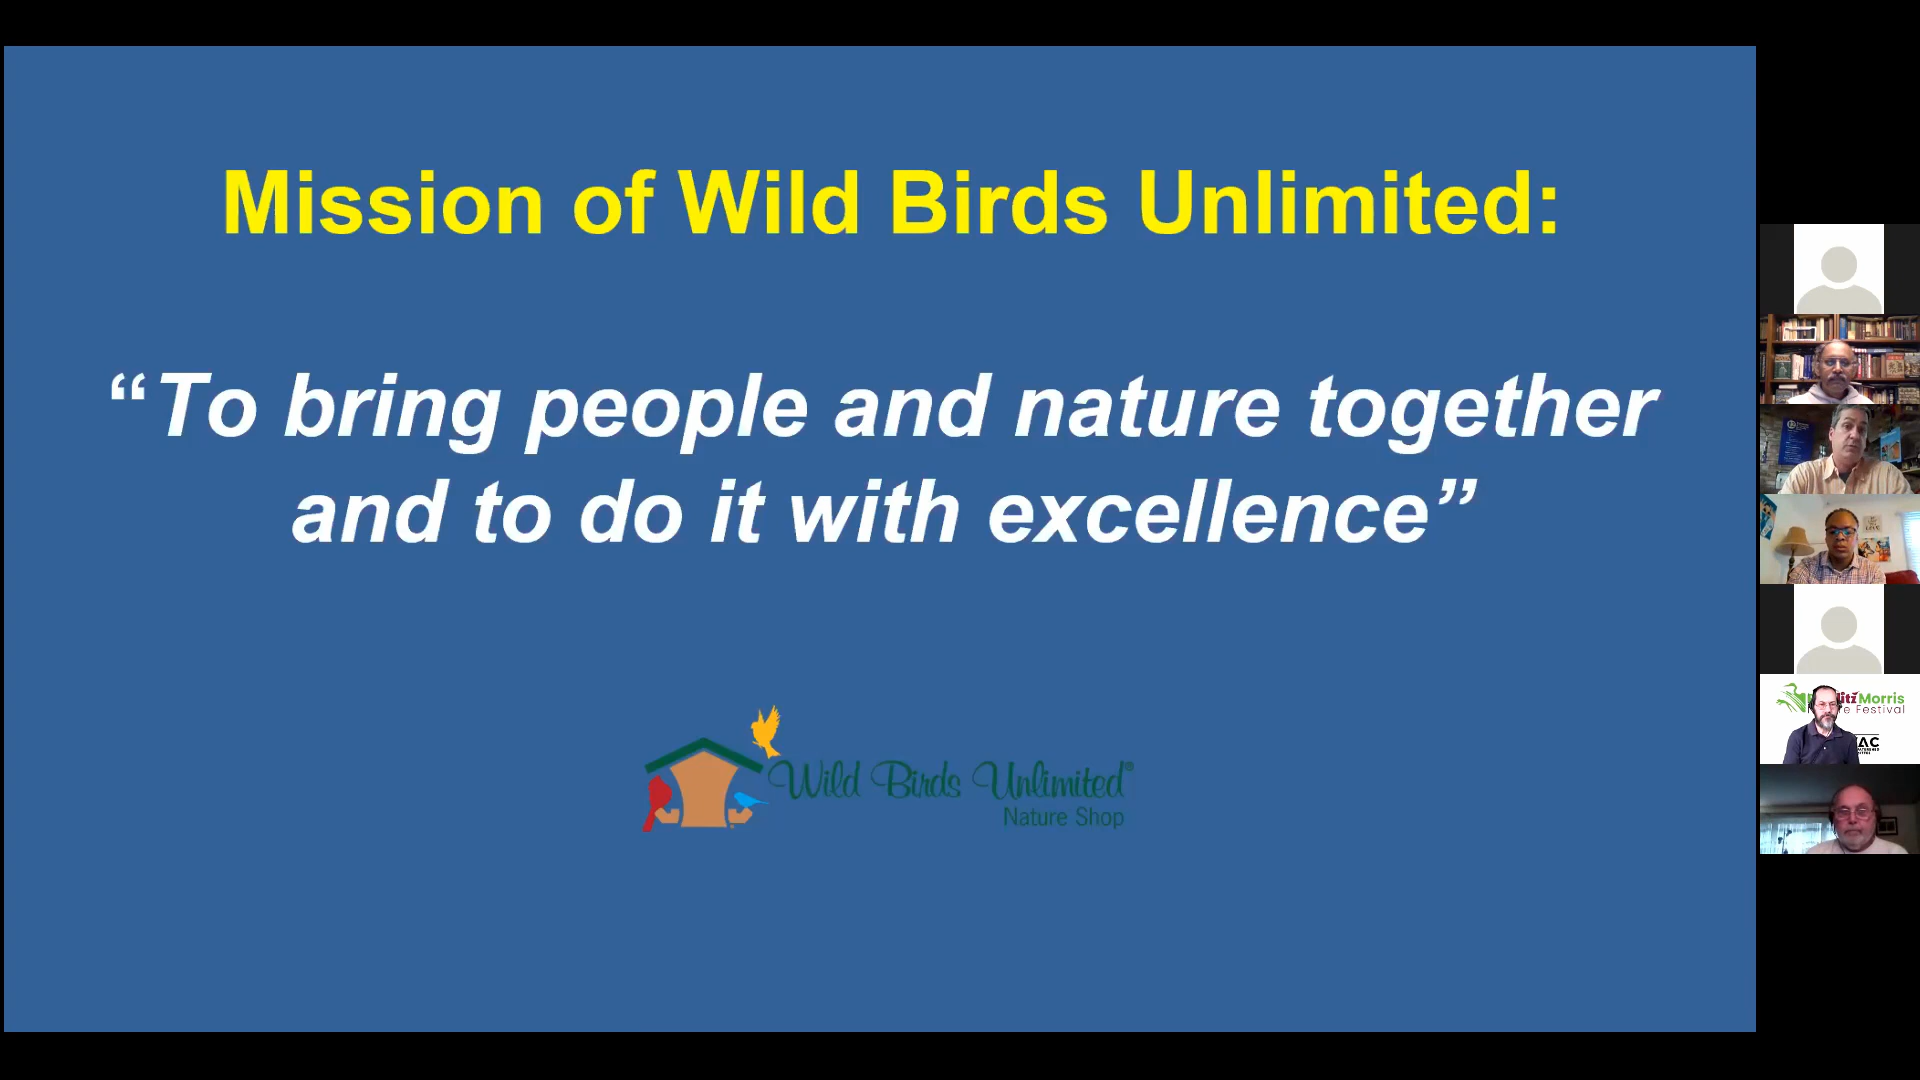 Mission of Wild Birds Unlimited:
“To bring people and nature together
and to do it with excellence”
Wild Birds Unlimited®
Nature Shop
Morris
Festival